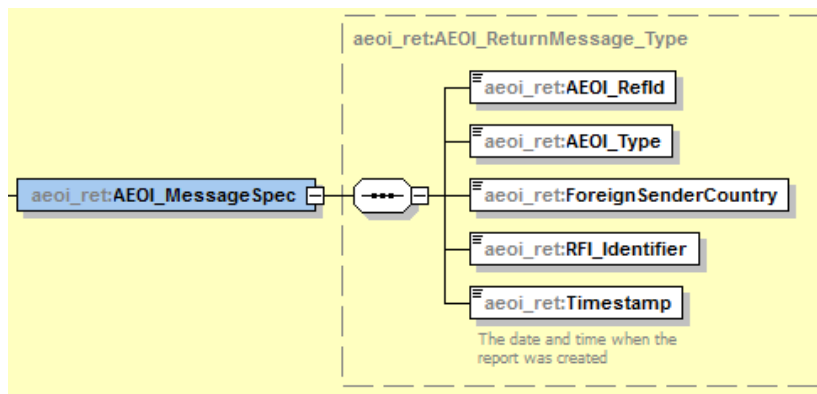 aeoi_ret:AEOI_ReturnMessage_Type
aeoi_ret:AEOI_RefId
aeoi_ret:AEOI_Type
aeoi_ret:AEOI_MessageSpec
aeoi_ret:ForeignSenderCountry
aeoi_ret:RFI_Identifier
aeoi_ret:Timestamp
The date and time when the
report was created